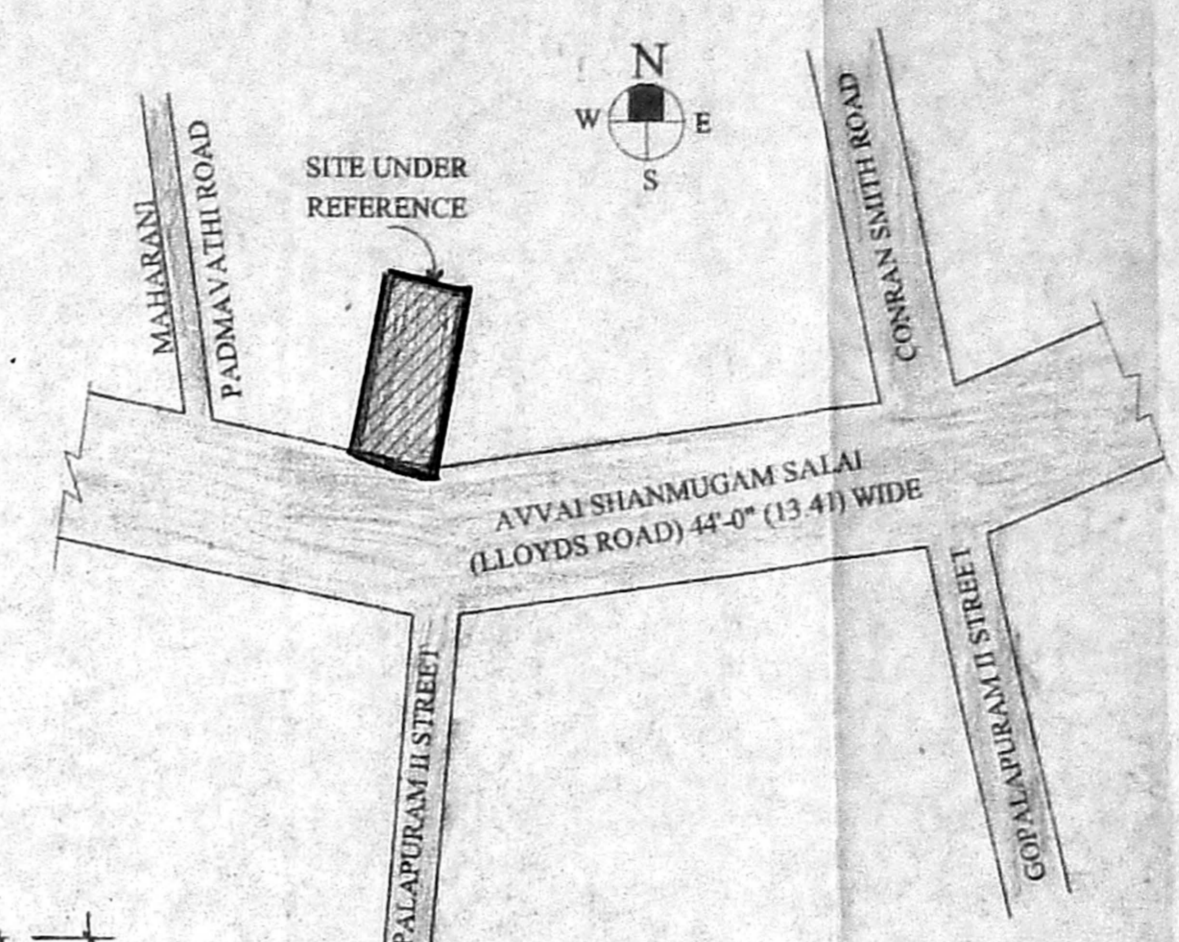 N
W E
S
SITE UNDER
REFERENCE
MAHARANI
PADMAVATHI ROAD
CONRAN SMITH ROAD
AVVAI SHANMUGAM SALAI
(LLOYDS ROAD) 44'-0" (13.41) WIDE
PALAPURAM II STREET
GOPALAPURAM II STREET